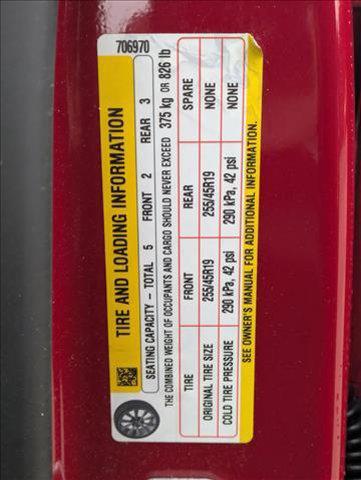 706970
TIRE AND LOADING INFORMATION
SEATING CAPACITY – TOTAL 5 FRONT 2 REAR 3
THE COMBINED WEIGHT OF OCCUPANTS AND CARGO SHOULD NEVER EXCEED 375 kg OR 826 lb
TIRE FRONT REAR SPARE
ORIGINAL TIRE SIZE 255/45R19 255/45R19 NONE
COLD TIRE PRESSURE 290 kPa, 42 psi 290 kPa, 42 psi NONE
SEE OWNER'S MANUAL FOR ADDITIONAL INFORMATION.